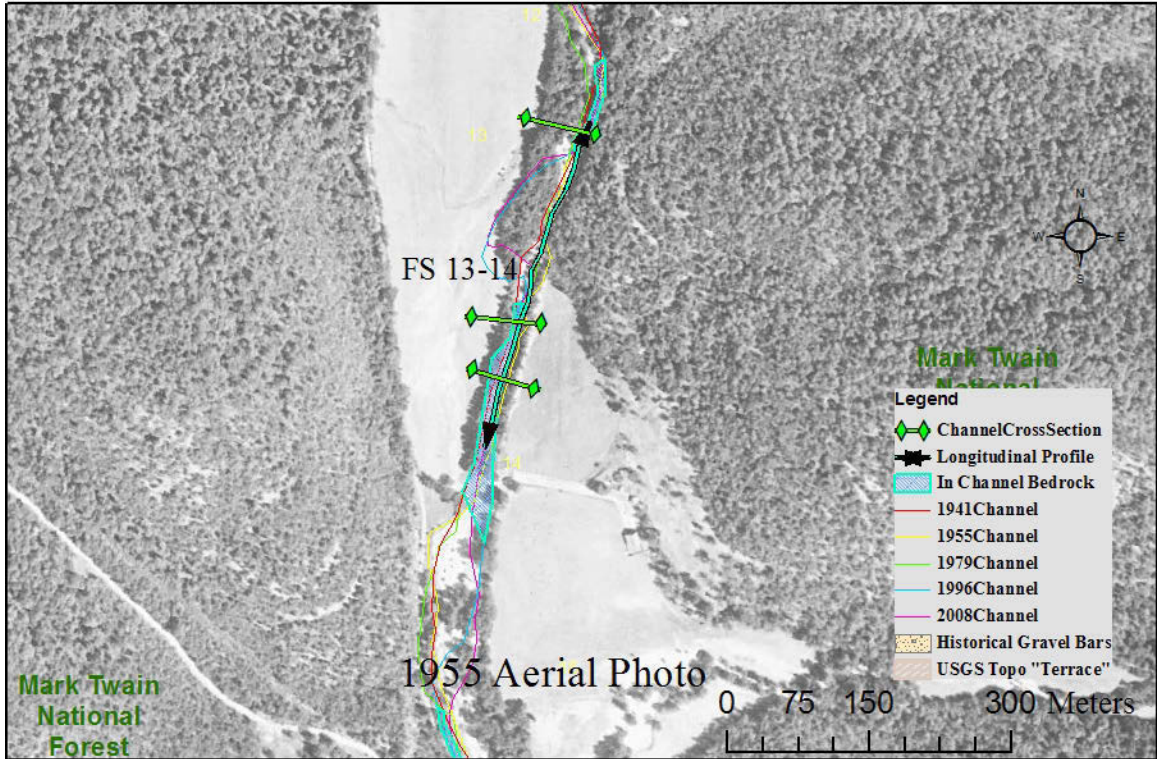 12
13
N
W
E
S
FS 13-14
Mark Twain
National
Legend
ChannelCrossSection
Longitudinal Profile
In Channel Bedrock
1941Channel
1955Channel
1979Channel
1996Channel
2008Channel
Historical Gravel Bars
USGS Topo "Terrace"
14
1955 Aerial Photo
Mark Twain
National
Forest
0 75 150 300 Meters